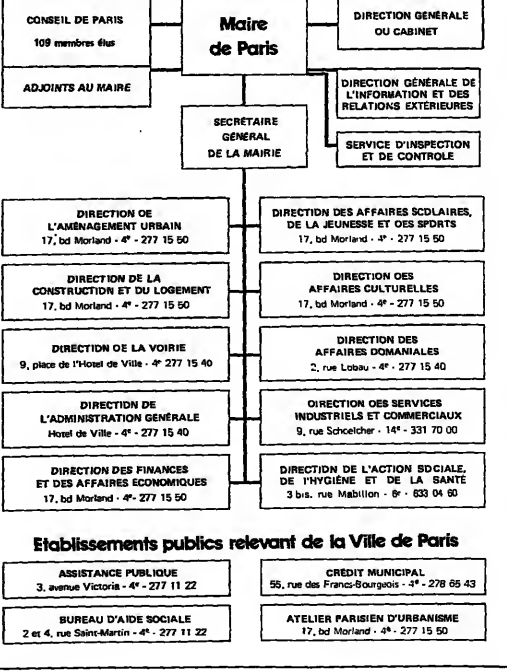 CONSEIL DE PARIS
109 membres élus
ADJOINTS AU MAIRE
Maire
de Paris
DIRECTION GÉNÉRALE
OU CABINET
DIRECTION GÉNÉRALE DE
L'INFORMATION ET DES
RELATIONS EXTÉRIEURES
SECRÉTAIRE
GÉNÉRAL
DE LA MAIRIE
SERVICE D'INSPECTION
ET DE CONTROLE
DIRECTION OE
L'AMÉNAGEMENT URBAIN
17, bd Morland - 4e - 277 15 50
DIRECTION DES AFFAIRES SCOLAIRES,
DE LA JEUNESSE ET OES SPORTS
17, bd Morland - 4e - 277 15 50
DIRECTION DE LA
CONSTRUCTION ET DU LOGEMENT
17, bd Morland - 4e - 277 15 50
DIRECTION OES
AFFAIRES CULTURELLES
17, bd Morland - 4e - 277 15 50
DIRECTION OE LA VOIRIE
9, place de l'Hotel de Ville - 4e 277 15 40
DIRECTION DES
AFFAIRES DOMANIALES
2, rue Lobau - 4e - 277 15 40
DIRECTION DE
L'ADMINISTRATION GÉNÉRALE
Hotel de Ville - 4e - 277 15 40
OIRECTION OES SERVICES
INDUSTRIELS ET COMMERCIAUX
9, rue Schoelcher - 14e - 331 70 00
DIRECTION DES FINANCES
ET DES AFFAIRES ÉCONOMIQUES
17, bd Morland - 4e - 277 15 50
DIRECTION DE L'ACTION SOCIALE,
DE l'HYGIÈNE ET DE LA SANTÉ
3 bis, rue Mabillon - 6e - 633 04 60
Etablissements publics relevant de la Ville de Paris
ASSISTANCE PUBLIQUE
3, avenue Victoria - 4e - 277 11 22
CRÉDIT MUNICIPAL
55, rue des Francs-Bourgeois - 4e - 278 65 43
BUREAU D'AIDE SOCIALE
2 et 4, rue Saint-Martin - 4e - 277 11 22
ATELIER PARISIEN D'URBANISME
17, bd Morland - 4e - 277 15 50